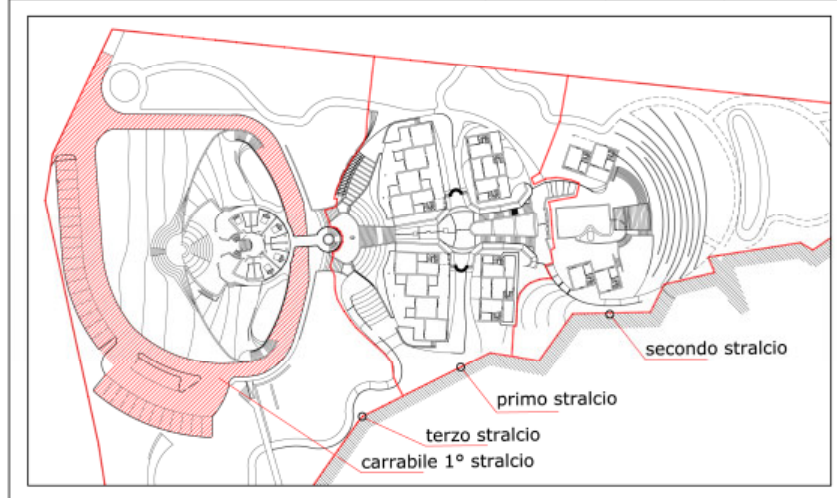 secondo stralcio
primo stralcio
terzo stralcio
carrabile 1° stralcio